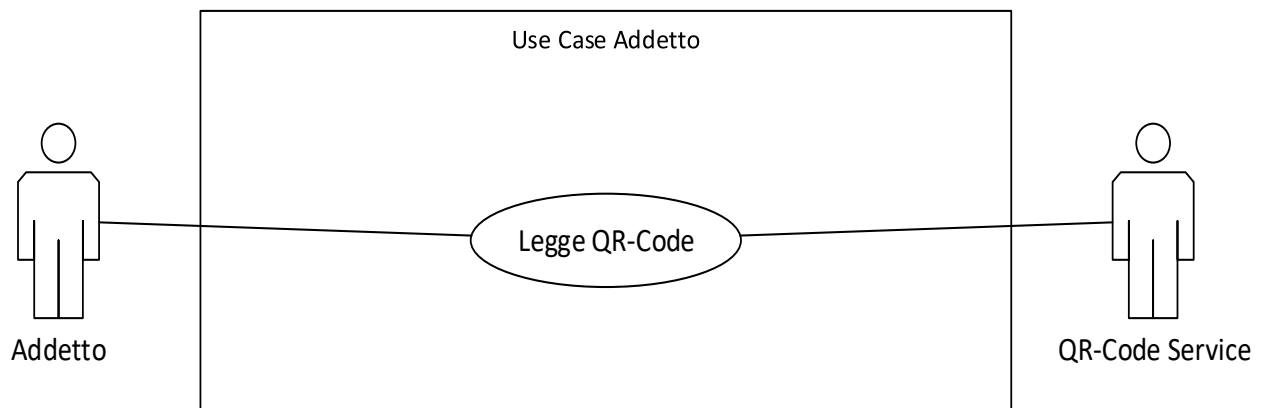 Use Case Addetto
Legge QR-Code
Addetto
QR-Code Service